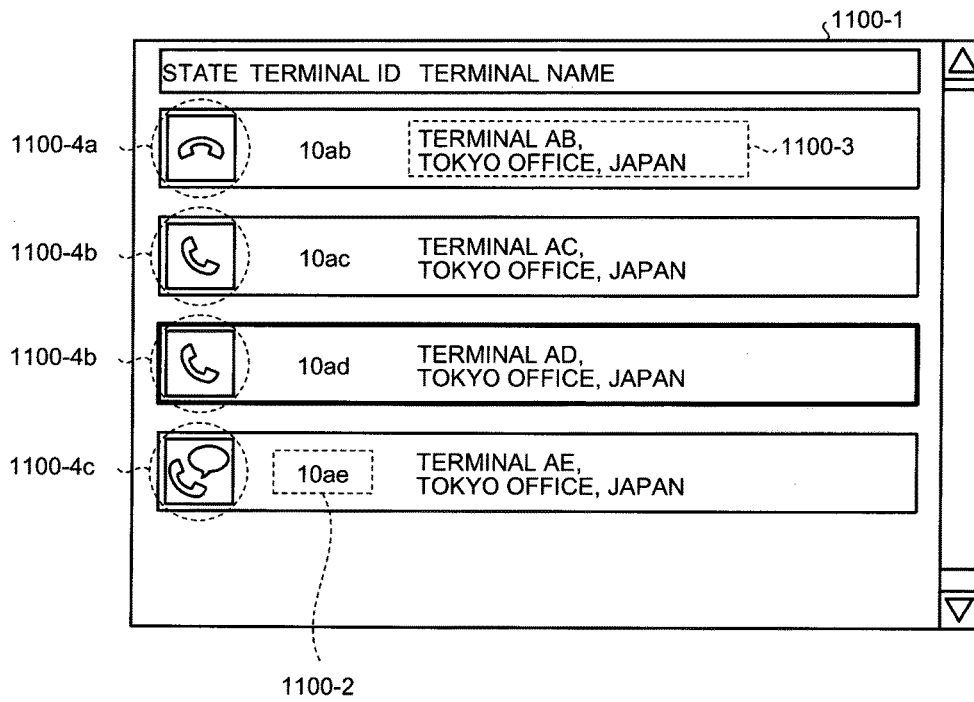 1100-1
STATE TERMINAL ID TERMINAL NAME
1100-4a
10ab
TERMINAL AB,
TOKYO OFFICE, JAPAN
1100-3
1100-4b
10ac
TERMINAL AC,
TOKYO OFFICE, JAPAN
1100-4b
10ad
TERMINAL AD,
TOKYO OFFICE, JAPAN
1100-4c
10ae
TERMINAL AE,
TOKYO OFFICE, JAPAN
1100-2